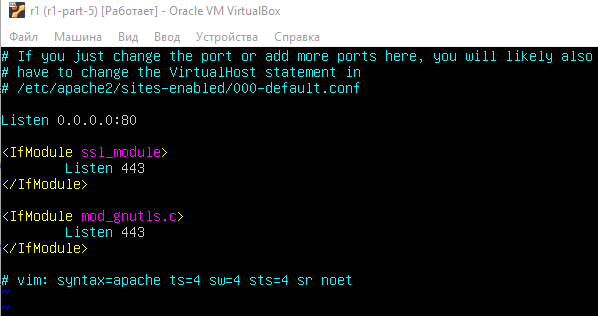 r1 (r1-part-5) [Работает] - Oracle VM VirtualBox
Файл Машина Вид Ввод Устройства Справка
# If you just change the port or add more ports here, you will likely also
# have to change the VirtualHost statement in
# /etc/apache2/sites-enabled/000-default.conf
Listen 0.0.0.0:80
<IfModule ssl_module>
Listen 443
</IfModule>
<IfModule mod_gnutls.c>
Listen 443
</IfModule>
# vim: syntax=apache ts=4 sw=4 sts=4 sr noet
~
~